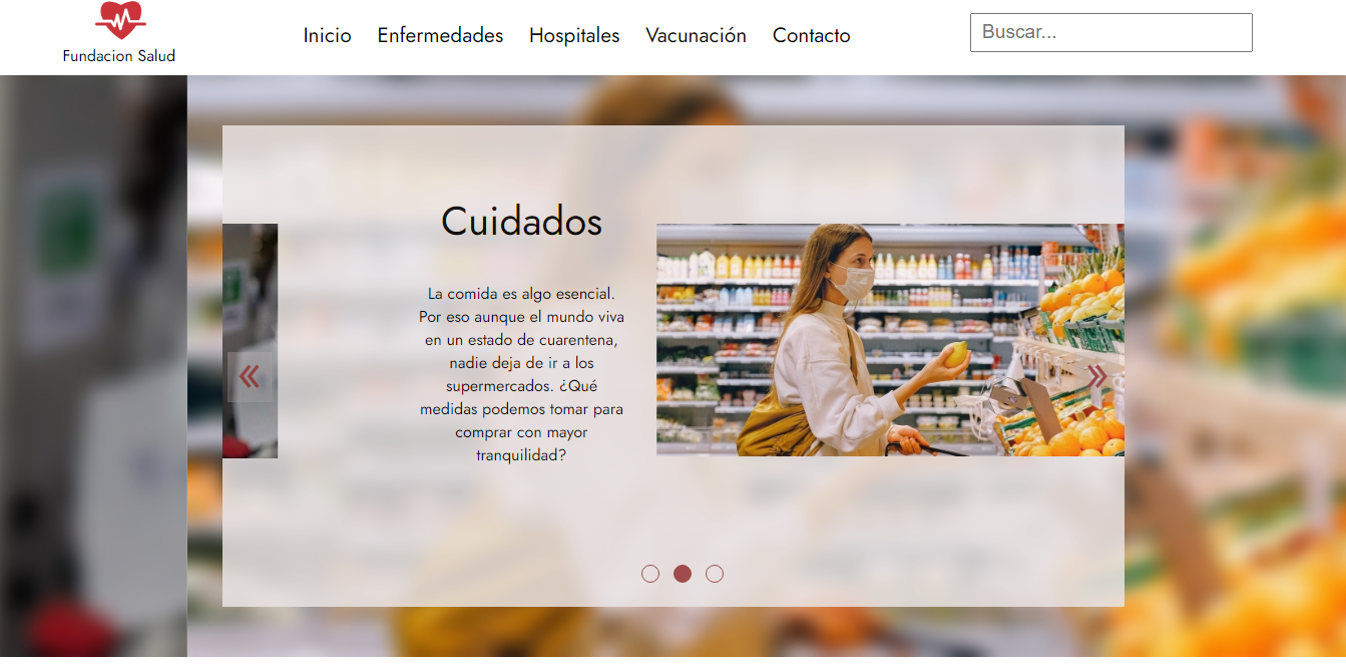 Fundacion Salud
Inicio
Enfermedades
Hospitales
Vacunación
Contacto
Buscar...
Cuidados
La comida es algo esencial.
Por eso aunque el mundo viva
en un estado de cuarentena,
nadie deja de ir a los
supermercados. ¿Qué
medidas podemos tomar para
comprar con mayor
tranquilidad?